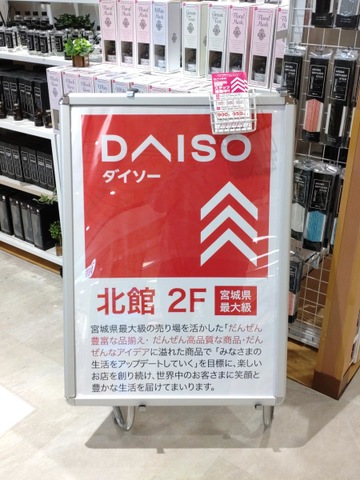 DAISO
ダイソー
北館 2F
宮城県
最大級
宮城県最大級の売り場を活かした「だんぜん
豊富な品揃え・だんぜん高品質な商品・だん
ぜんなアイデアに溢れた商品で「みなさまの
生活をアップデートしていく」を目標に、楽しい
お店を創り続け、世界中のお客さまに笑顔と
豊かな生活を届けてまいります。